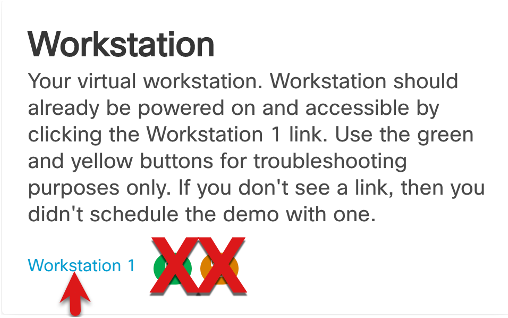 Workstation
Your virtual workstation. Workstation should
already be powered on and accessible by
clicking the Workstation 1 link. Use the green
and yellow buttons for troubleshooting
purposes only. If you don't see a link, then you
didn't schedule the demo with one.
Workstation 1